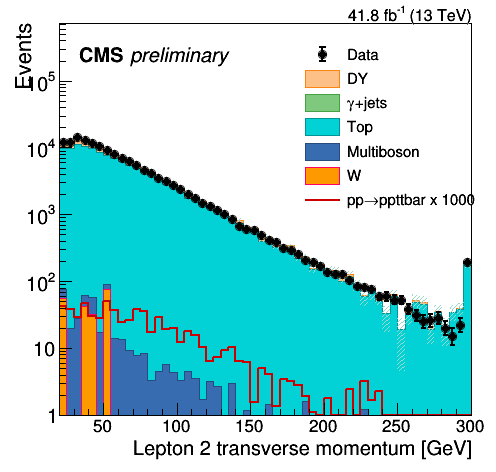 41.8 fb⁻¹ (13 TeV)
Events
CMS preliminary
Data
DY
γ+jets
Top
Multiboson
W
pp→ppttbar x 1000
10⁵
10⁴
10³
10²
10
1
50 100 150 200 250 300
Lepton 2 transverse momentum [GeV]